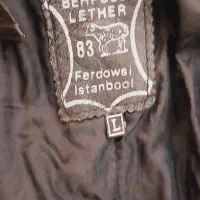 LETHER
83
Ferdowsi
Istanbool
L